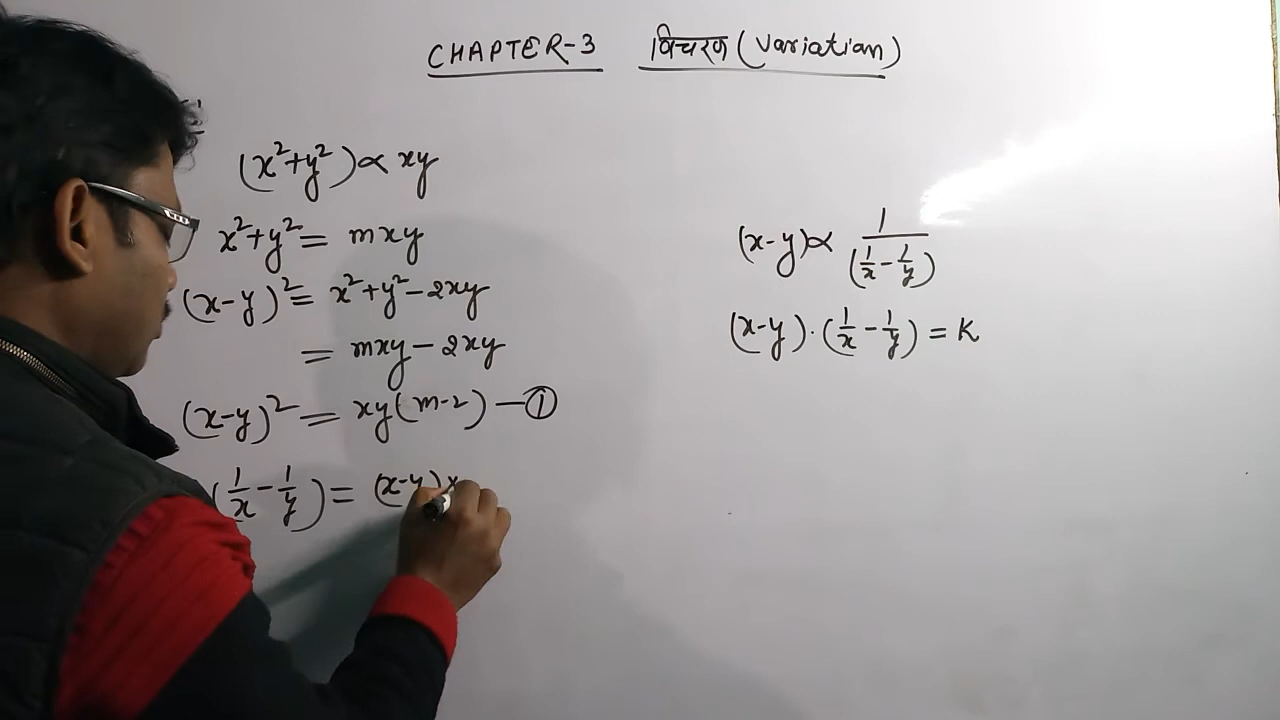 CHAPTER-3 विचरण (Variation)
(x²+y²) ∝ xy
x²+y² = mxy
(x-y)² = x²+y²-2xy
= mxy - 2xy
(x-y)² = xy(m-2) — ①
(1/x - 1/y) = (x-y) ×
(x-y) ∝ 1/(1/x - 1/y)
(x-y)·(1/x - 1/y) = K